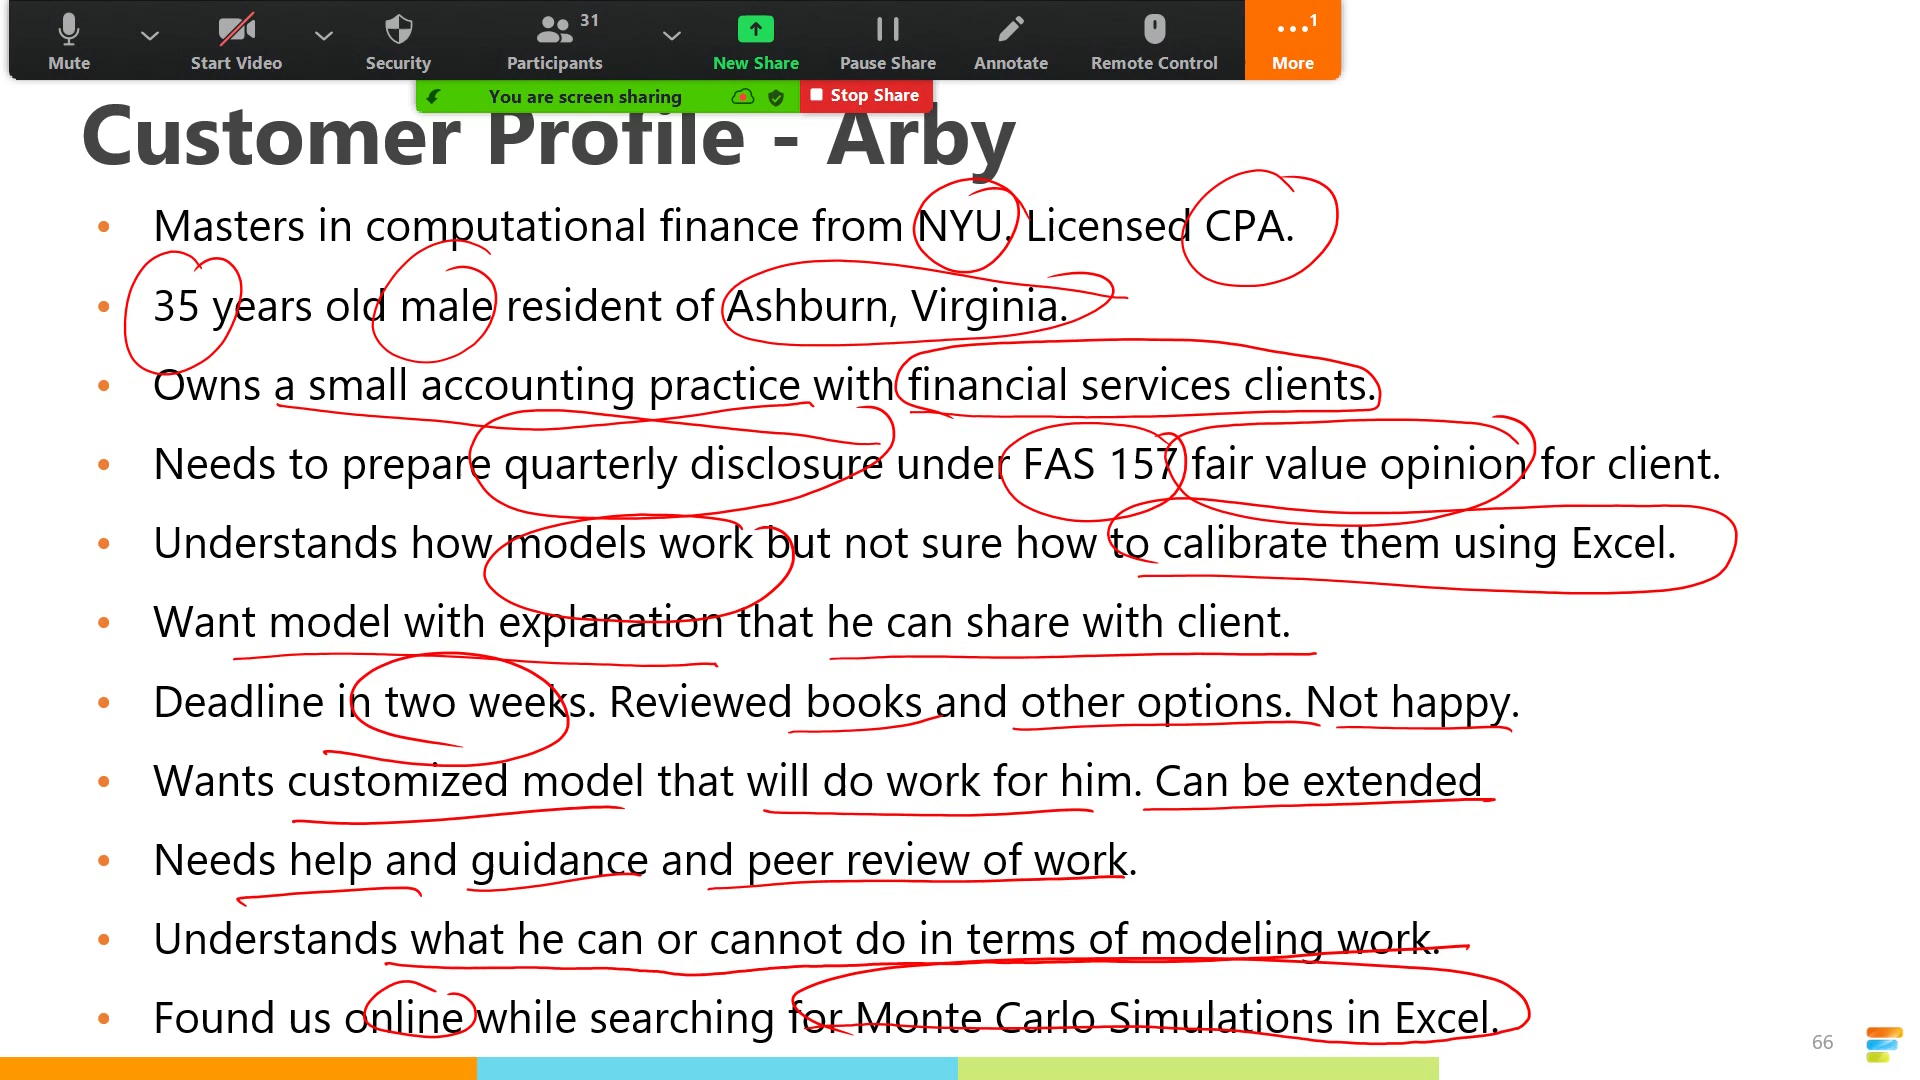 Mute Start Video Security Participants 31 New Share Pause Share Annotate Remote Control More 1
You are screen sharing Stop Share
Customer Profile - Arby
• Masters in computational finance from NYU. Licensed CPA.
• 35 years old male resident of Ashburn, Virginia.
• Owns a small accounting practice with financial services clients.
• Needs to prepare quarterly disclosure under FAS 157 fair value opinion for client.
• Understands how models work but not sure how to calibrate them using Excel.
• Want model with explanation that he can share with client.
• Deadline in two weeks. Reviewed books and other options. Not happy.
• Wants customized model that will do work for him. Can be extended
• Needs help and guidance and peer review of work.
• Understands what he can or cannot do in terms of modeling work.
• Found us online while searching for Monte Carlo Simulations in Excel.
66